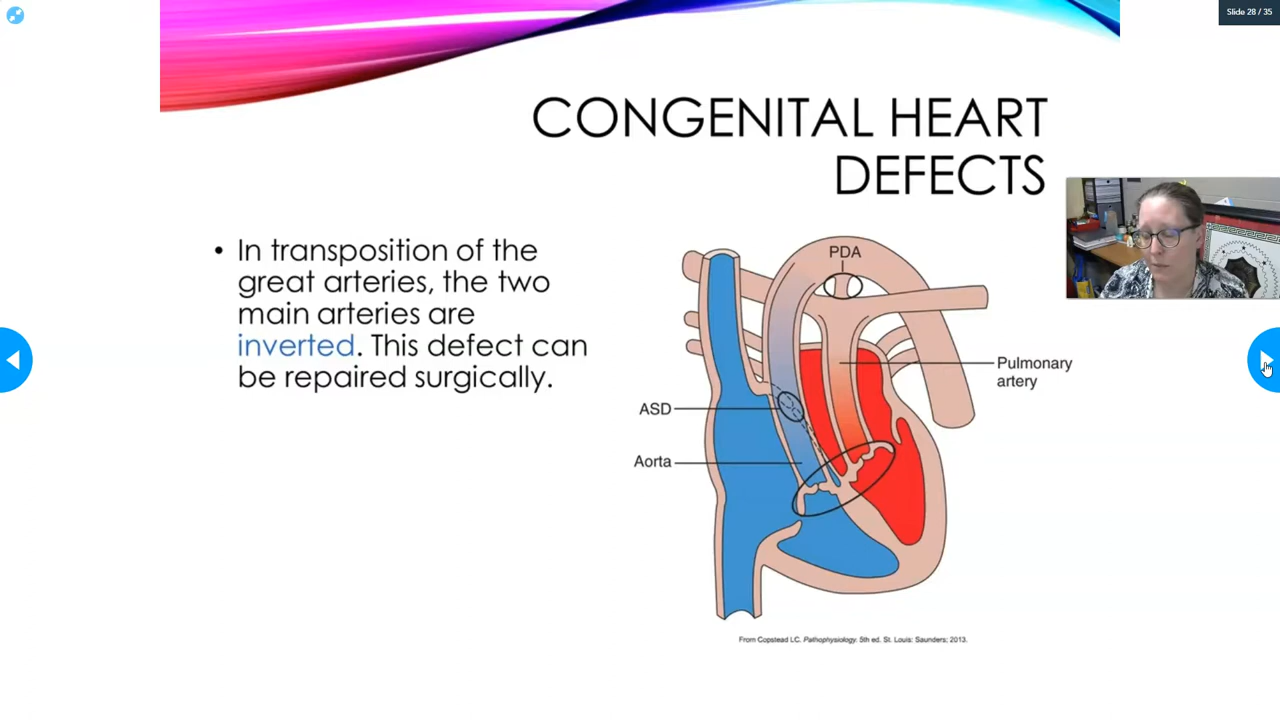 Slide 28 / 35
CONGENITAL HEART
DEFECTS
• In transposition of the
great arteries, the two
main arteries are
inverted. This defect can
be repaired surgically.
PDA
Pulmonary
artery
ASD
Aorta
From Copstead LC. Pathophysiology. 5th ed. St. Louis: Saunders; 2013.